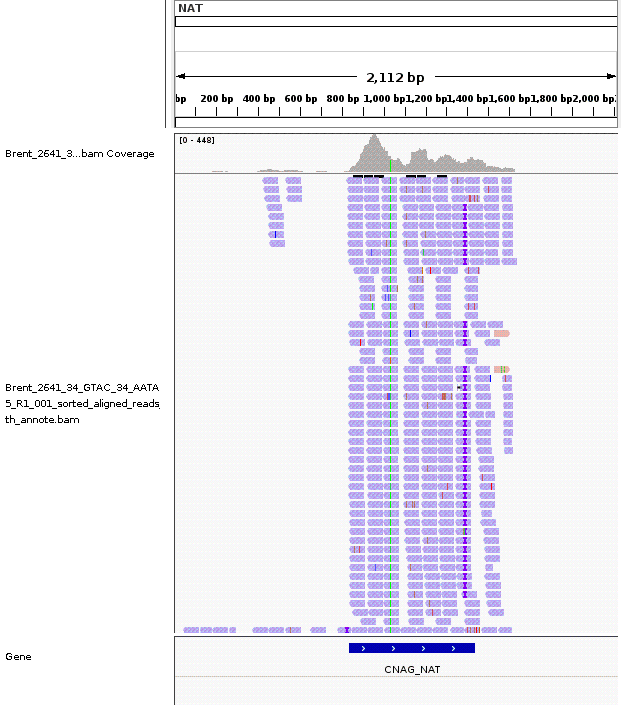 NAT
2,112 bp
bp 200 bp 400 bp 600 bp 800 bp 1,000 bp 1,200 bp 1,400 bp 1,600 bp 1,800 bp 2,000 bp
[0 - 448]
Brent_2641_3...bam Coverage
Brent_2641_34_GTAC_34_AATA
5_R1_001_sorted_aligned_reads_
th_annote.bam
Gene
CNAG_NAT